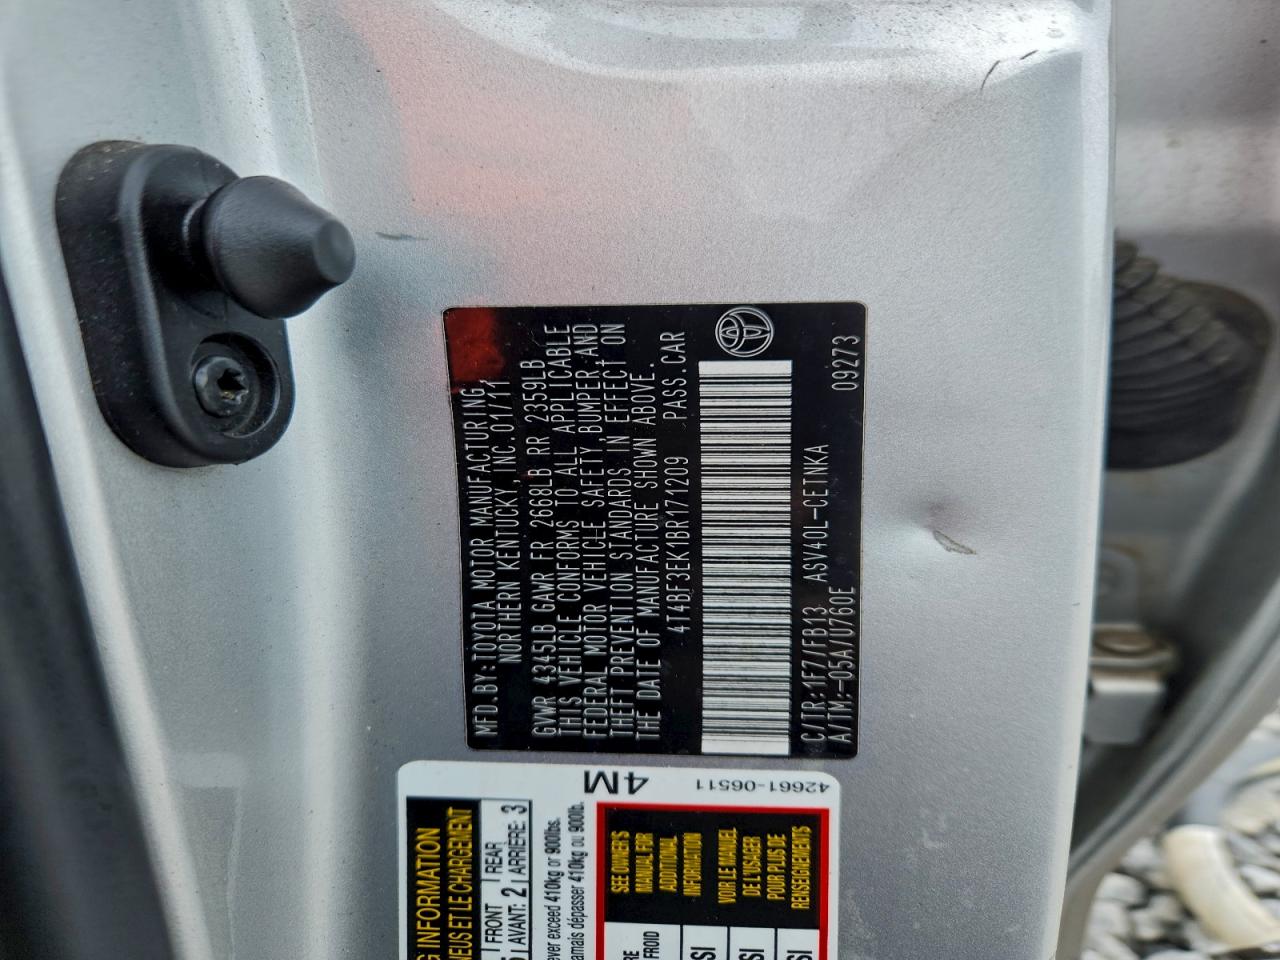 MFD.BY:TOYOTA MOTOR MANUFACTURING,
NORTHERN KENTUCKY, INC. 01/11
GVWR 4345LB GAWR FR 2668LB RR 2359LB
THIS VEHICLE CONFORMS TO ALL APPLICABLE
FEDERAL MOTOR VEHICLE SAFETY, BUMPER, AND
THEFT PREVENTION STANDARDS IN EFFECT ON
THE DATE OF MANUFACTURE SHOWN ABOVE.
4T4BF3EK1BR171209 PASS.CAR
C/TR:1F7/FB13 ASV40L-CETNKA
A/TM:-05A/U760E 09273
4M
42661-06511
G INFORMATION
NEUS ET LE CHARGEMENT
FRONT REAR
AVANT: 2 ARRIÈRE: 3
ever exceed 410kg or 900lbs.
amais dépasser 410kg ou 900lb.
SEE OWNER'S
MANUAL FOR
ADDITIONAL
INFORMATION
VOIR LE MANUEL
DE L'USAGER
POUR PLUS DE
RENSEIGNEMENTS
RE
FROID
SI
SI
SI